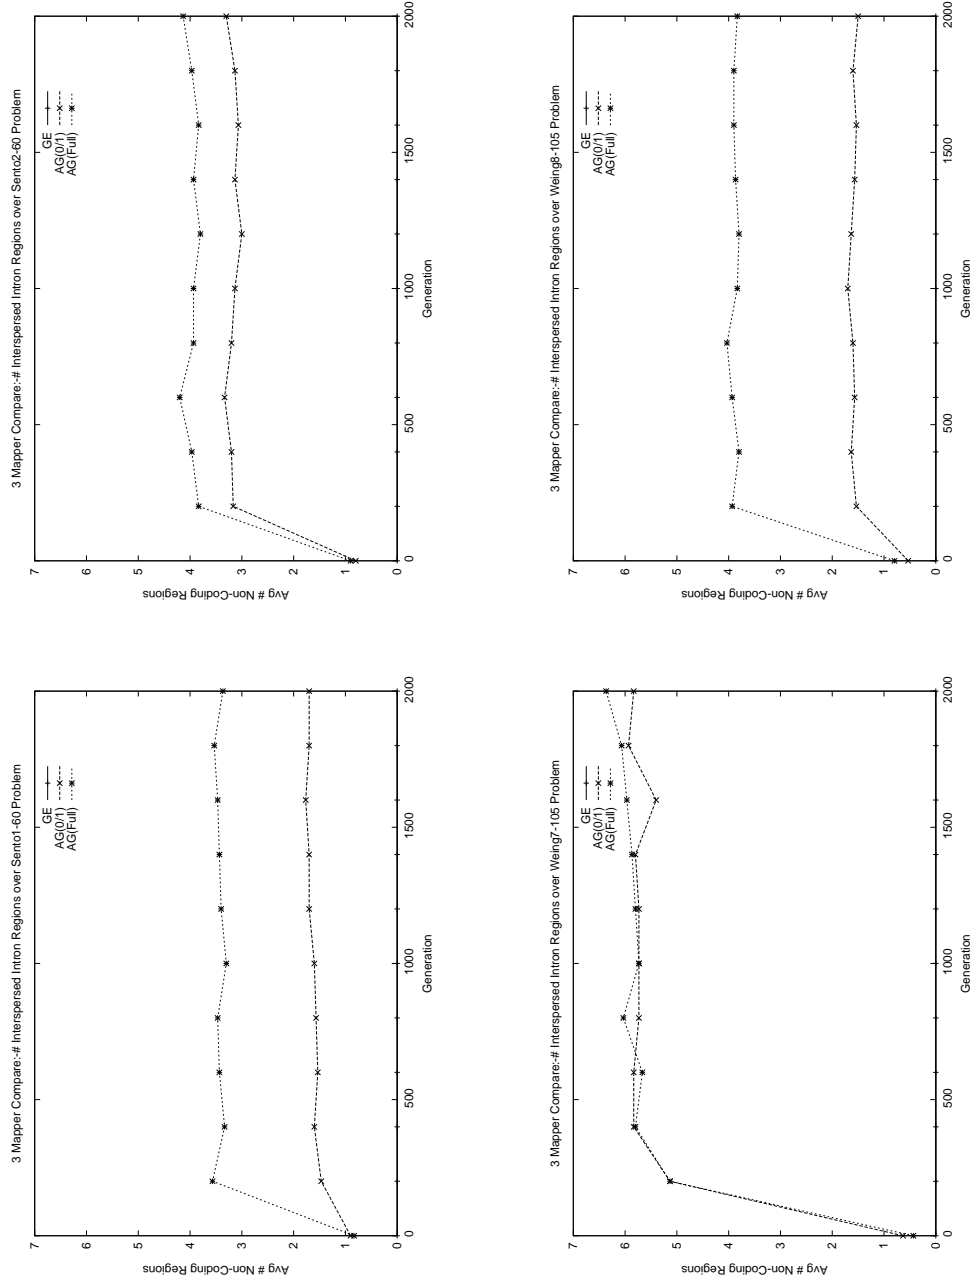 3 Mapper Compare:-# Interspersed Intron Regions over Sento1-60 Problem
7
6
5
4
3
2
1
0
Avg # Non-Coding Regions
GE
AG(0/1)
AG(Full)
0
500
1000
1500
2000
Generation
3 Mapper Compare:-# Interspersed Intron Regions over Sento2-60 Problem
7
6
5
4
3
2
1
0
Avg # Non-Coding Regions
GE
AG(0/1)
AG(Full)
0
500
1000
1500
2000
Generation
3 Mapper Compare:-# Interspersed Intron Regions over Weing7-105 Problem
7
6
5
4
3
2
1
0
Avg # Non-Coding Regions
GE
AG(0/1)
AG(Full)
0
500
1000
1500
2000
Generation
3 Mapper Compare:-# Interspersed Intron Regions over Weing8-105 Problem
7
6
5
4
3
2
1
0
Avg # Non-Coding Regions
GE
AG(0/1)
AG(Full)
0
500
1000
1500
2000
Generation